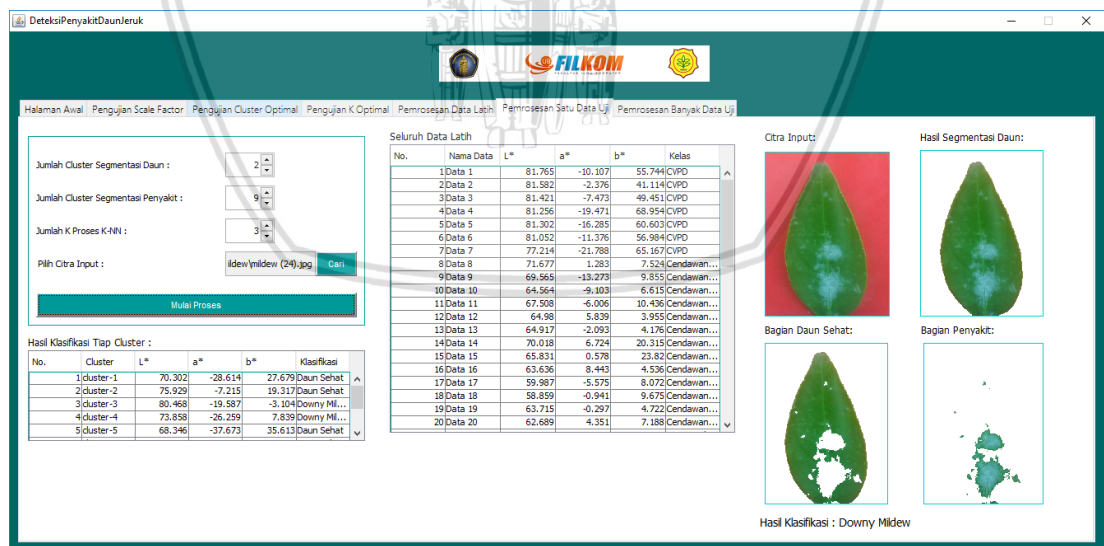 DeteksiPenyakitDaunJeruk
FILKOM
Halaman Awal Pengujian Scale Factor Pengujian Cluster Optimal Pengujian K Optimal Pemrosesan Data Latih Pemrosesan Satu Data Uji Pemrosesan Banyak Data Uji
Jumlah Cluster Segmentasi Daun : 2
Jumlah Cluster Segmentasi Penyakit : 9
Jumlah K Proses K-NN : 3
Pilih Citra Input : ildew\mildew (24).jpg Cari
Mulai Proses
Hasil Klasifikasi Tiap Cluster :
No. Cluster L* a* b* Klasifikasi
1 cluster-1 70.302 -28.614 27.679 Daun Sehat
2 cluster-2 75.929 -7.215 19.317 Daun Sehat
3 cluster-3 80.468 -19.587 -3.104 Downy Mil...
4 cluster-4 73.858 -26.259 7.839 Downy Mil...
5 cluster-5 68.346 -37.673 35.613 Daun Sehat
Seluruh Data Latih
No. Nama Data L* a* b* Kelas
1 Data 1 81.765 -10.107 55.744 CVPD
2 Data 2 81.582 -2.376 41.114 CVPD
3 Data 3 81.421 -7.473 49.451 CVPD
4 Data 4 81.256 -19.471 68.954 CVPD
5 Data 5 81.302 -16.285 60.603 CVPD
6 Data 6 81.052 -11.376 56.984 CVPD
7 Data 7 77.214 -21.788 65.167 CVPD
8 Data 8 71.677 1.283 7.524 Cendawan...
9 Data 9 69.565 -13.273 9.855 Cendawan...
10 Data 10 64.564 -9.103 6.615 Cendawan...
11 Data 11 67.508 -6.006 10.436 Cendawan...
12 Data 12 64.98 5.839 3.955 Cendawan...
13 Data 13 64.917 -2.093 4.176 Cendawan...
14 Data 14 70.018 6.724 20.315 Cendawan...
15 Data 15 65.831 0.578 23.82 Cendawan...
16 Data 16 63.636 8.443 4.536 Cendawan...
17 Data 17 59.987 -5.575 8.072 Cendawan...
18 Data 18 58.859 -0.941 9.675 Cendawan...
19 Data 19 63.715 -0.297 4.722 Cendawan...
20 Data 20 62.689 4.351 7.188 Cendawan...
Citra Input: Hasil Segmentasi Daun:
Bagian Daun Sehat: Bagian Penyakit:
Hasil Klasifikasi : Downy Mildew